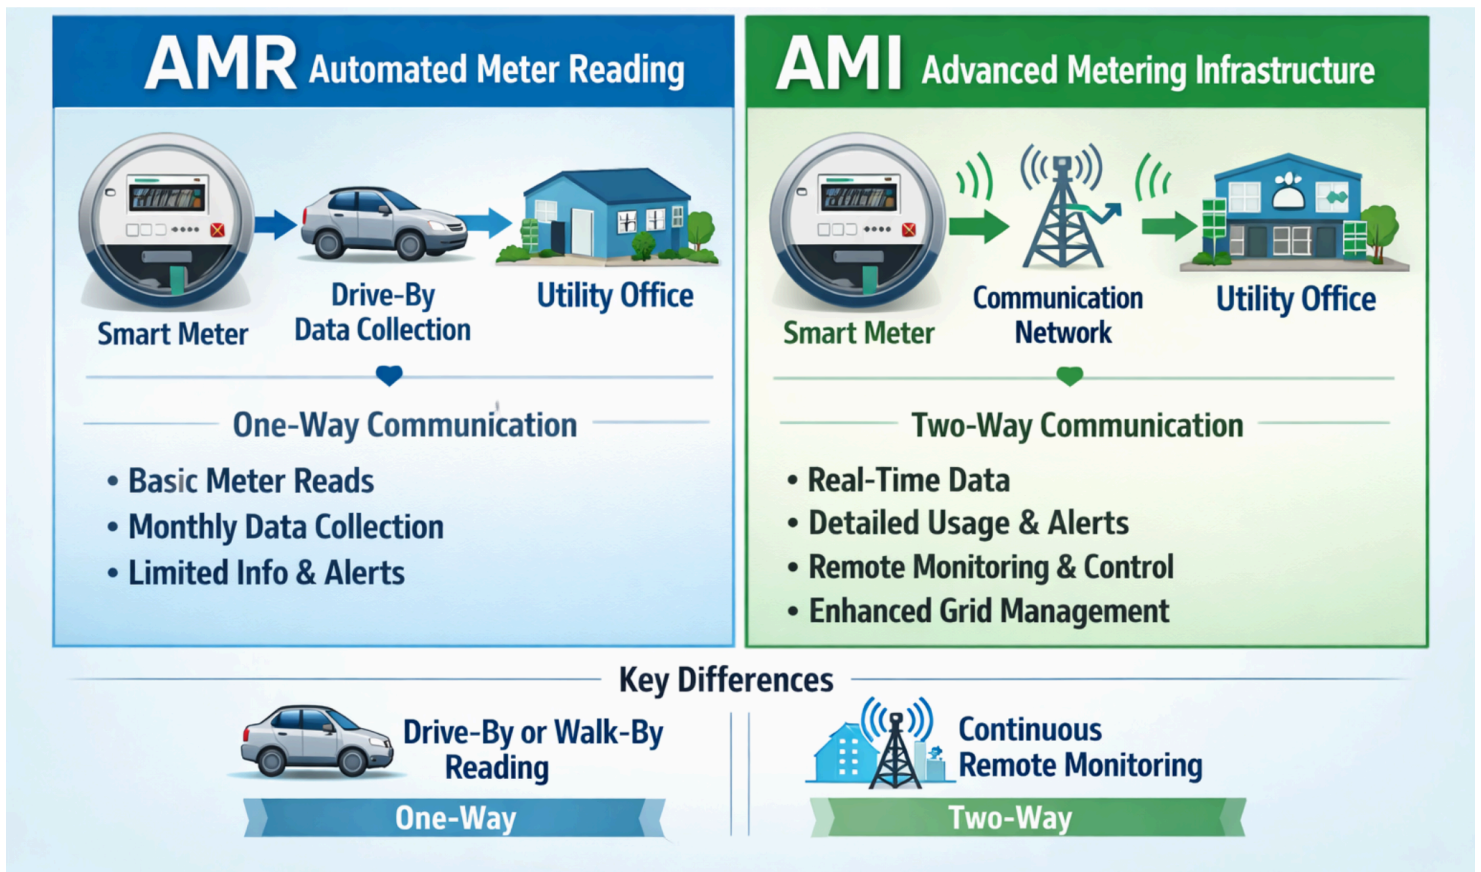 AMR Automated Meter Reading
Smart Meter
Drive-By
Data Collection
Utility Office
One-Way Communication
• Basic Meter Reads
• Monthly Data Collection
• Limited Info & Alerts
AMI Advanced Metering Infrastructure
Smart Meter
Communication
Network
Utility Office
Two-Way Communication
• Real-Time Data
• Detailed Usage & Alerts
• Remote Monitoring & Control
• Enhanced Grid Management
Key Differences
Drive-By or Walk-By
Reading
One-Way
Continuous
Remote Monitoring
Two-Way